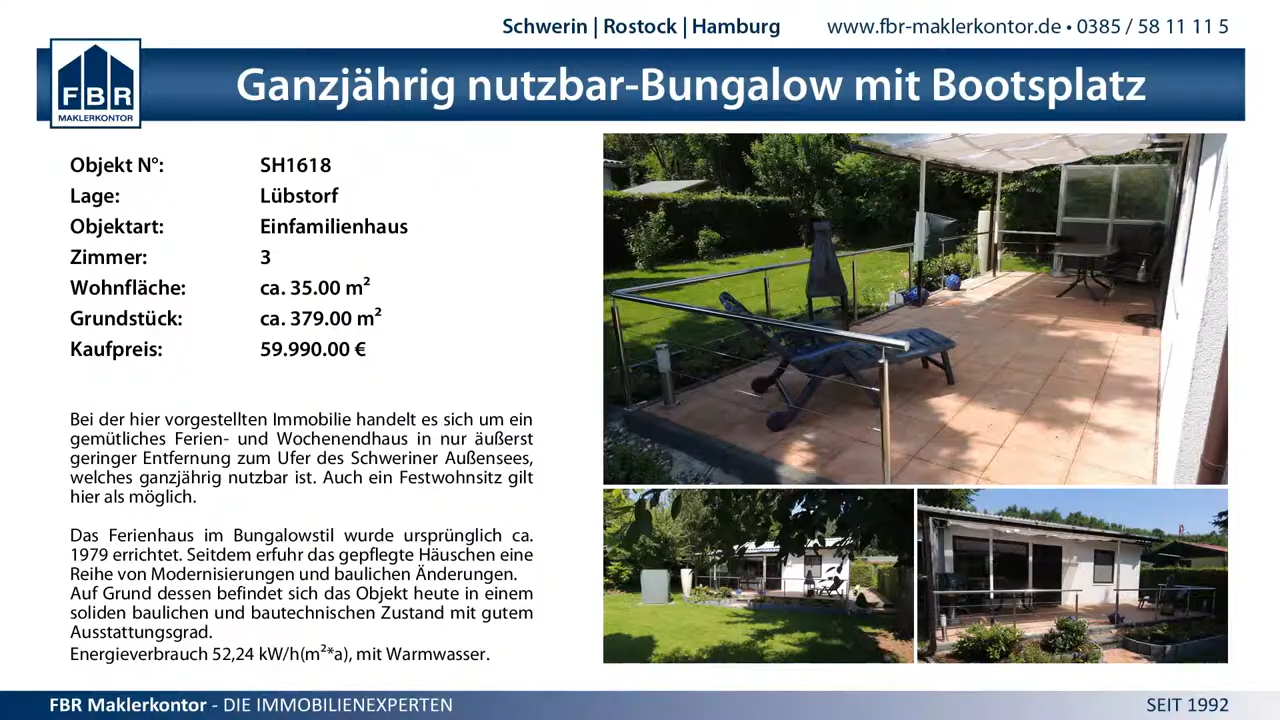 Schwerin | Rostock | Hamburg www.fbr-maklerkontor.de • 0385 / 58 11 11 5
FBR
MAKLERKONTOR
Ganzjährig nutzbar-Bungalow mit Bootsplatz
Objekt N°: SH1618
Lage: Lübstorf
Objektart: Einfamilienhaus
Zimmer: 3
Wohnfläche: ca. 35.00 m²
Grundstück: ca. 379.00 m²
Kaufpreis: 59.990.00 €
Bei der hier vorgestellten Immobilie handelt es sich um ein
gemütliches Ferien- und Wochenendhaus in nur äußerst
geringer Entfernung zum Ufer des Schweriner Außensees,
welches ganzjährig nutzbar ist. Auch ein Festwohnsitz gilt
hier als möglich.
Das Ferienhaus im Bungalowstil wurde ursprünglich ca.
1979 errichtet. Seitdem erfuhr das gepflegte Häuschen eine
Reihe von Modernisierungen und baulichen Änderungen.
Auf Grund dessen befindet sich das Objekt heute in einem
soliden baulichen und bautechnischen Zustand mit gutem
Ausstattungsgrad.
Energieverbrauch 52,24 kW/h(m²*a), mit Warmwasser.
FBR Maklerkontor - DIE IMMOBILIENEXPERTEN SEIT 1992